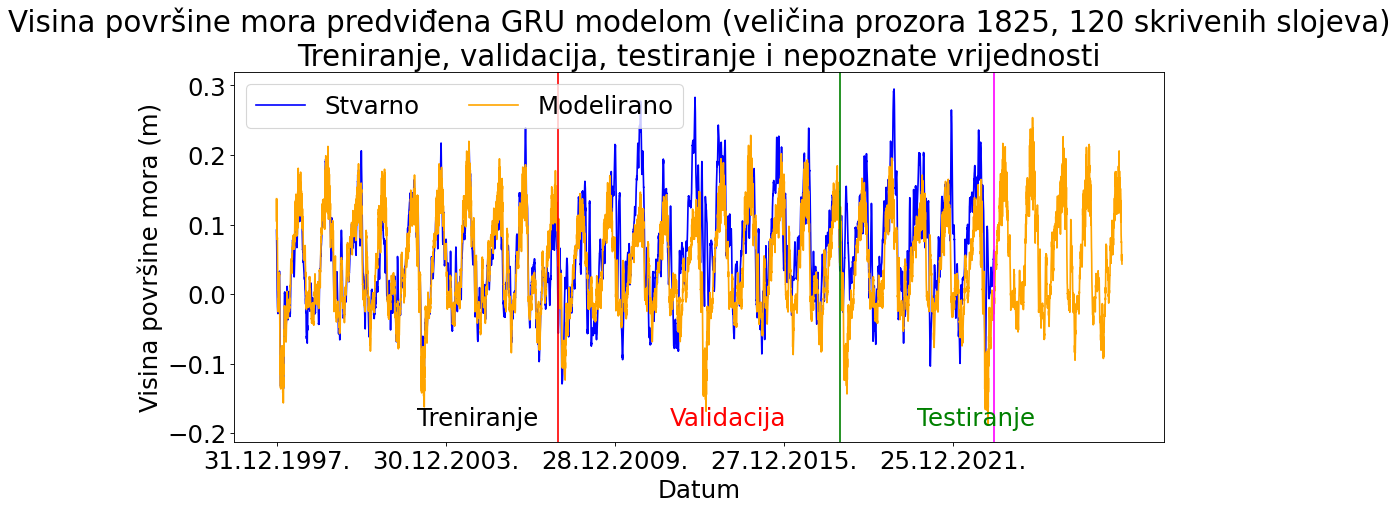 Visina površine mora predviđena GRU modelom (veličina prozora 1825, 120 skrivenih slojeva)
Treniranje, validacija, testiranje i nepoznate vrijednosti
Stvarno Modelirano
Visina površine mora (m)
0.3
0.2
0.1
0.0
−0.1
−0.2
Treniranje Validacija Testiranje
31.12.1997. 30.12.2003. 28.12.2009. 27.12.2015. 25.12.2021.
Datum